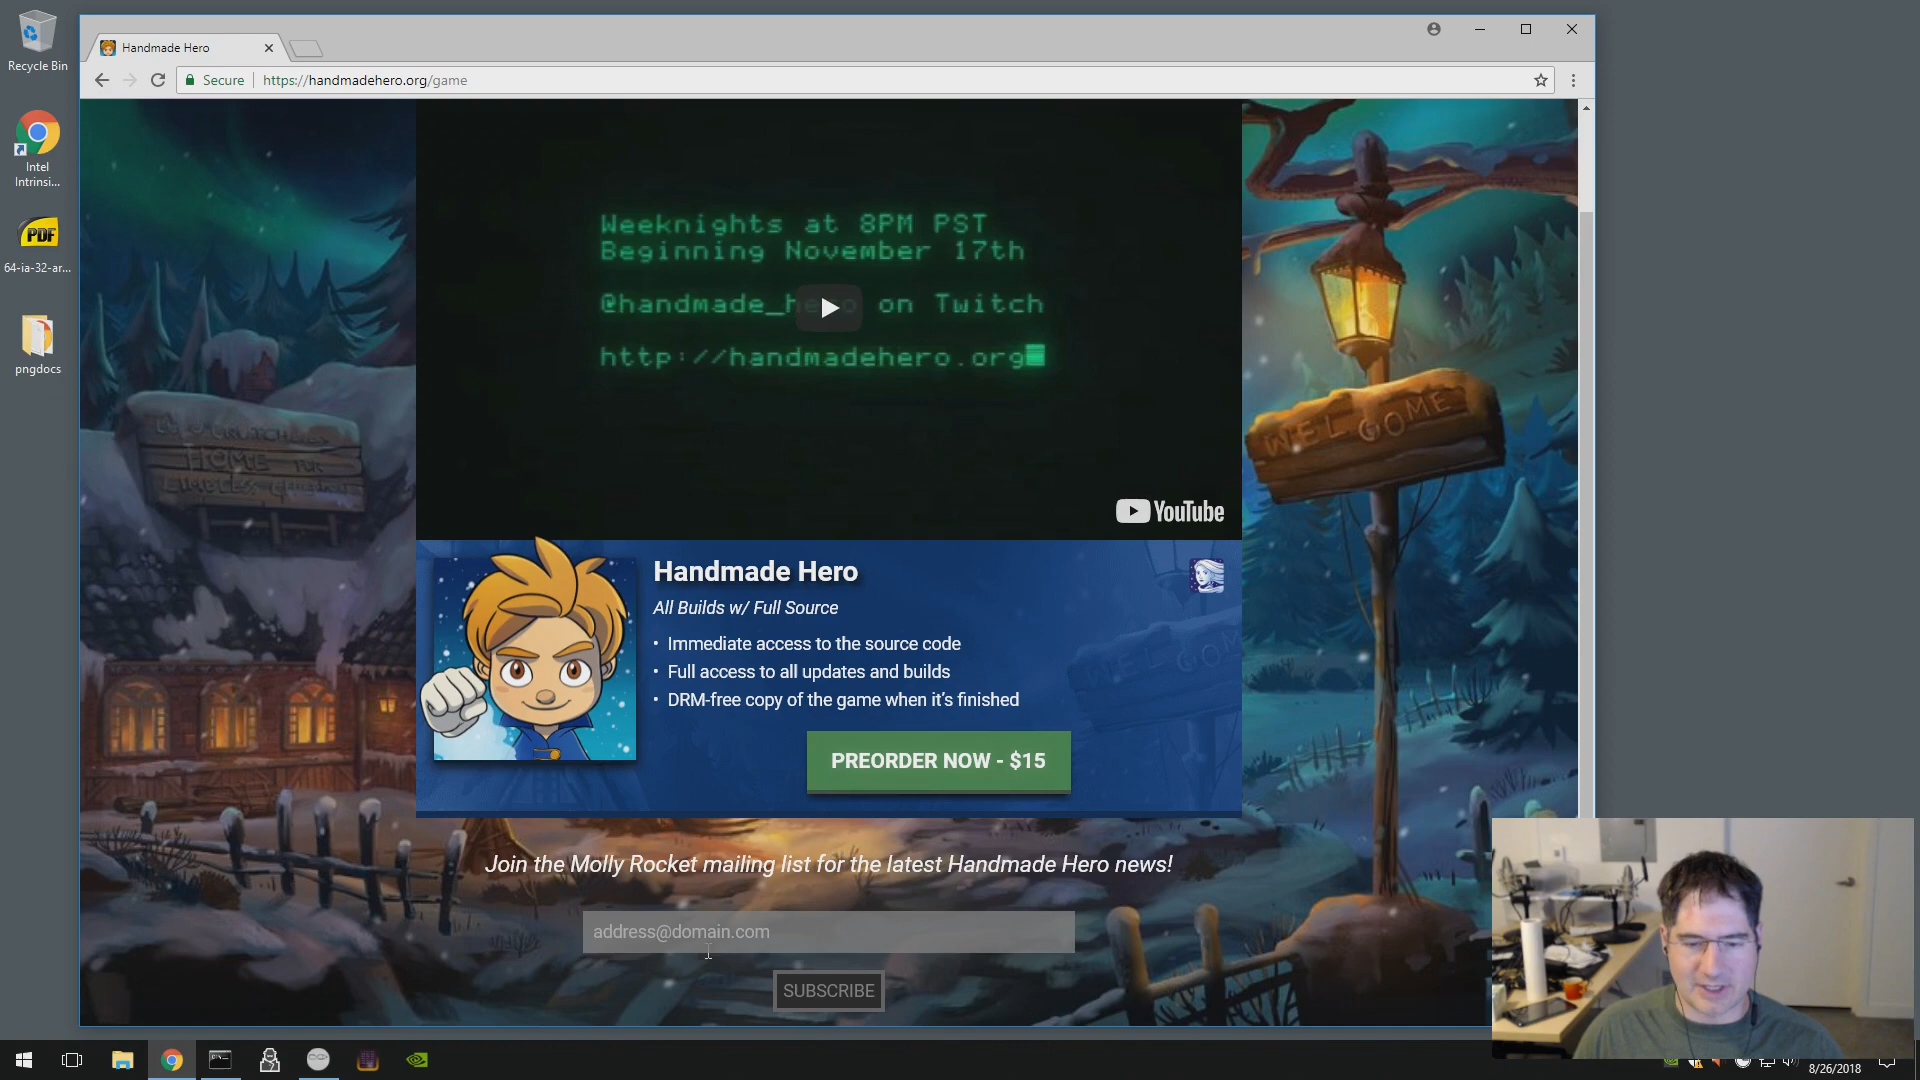 Recycle Bin
Intel
Intrinsi...
64-ia-32-ar...
pngdocs
Handmade Hero
Secure
https://handmadehero.org/game
Weeknights at 8PM PST
Beginning November 17th
@handmade_hero on Twitch
http://handmadehero.org
YouTube
HOME FOR
WELCOME
Handmade Hero
All Builds w/ Full Source
• Immediate access to the source code
• Full access to all updates and builds
• DRM-free copy of the game when it's finished
PREORDER NOW - $15
Join the Molly Rocket mailing list for the latest Handmade Hero news!
address@domain.com
SUBSCRIBE
PDF
8/26/2018